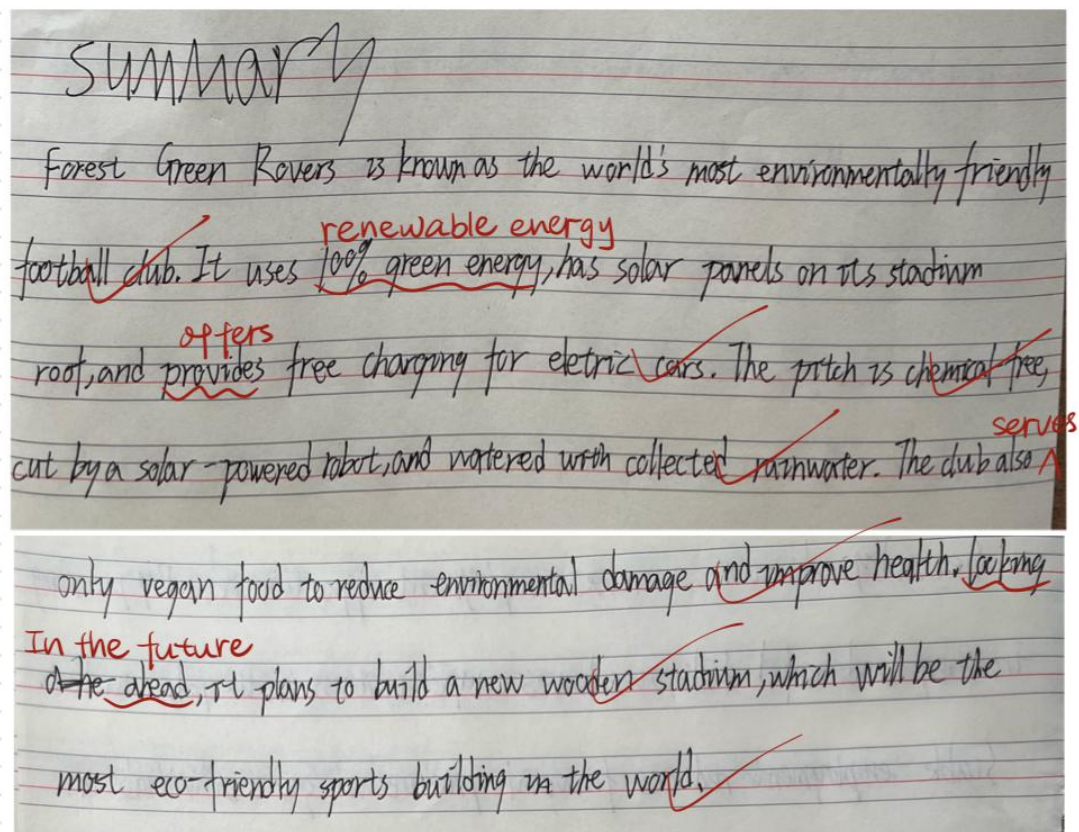 summary
Forest Green Rovers is known as the world's most environmentally friendly
renewable energy
football club. It uses 100% green energy, has solar panels on its stadium
offers
roof, and provides free charging for eletric cars. The pitch is chemical free,
serves
cut by a solar-powered robot, and watered with collected rainwater. The club also
only vegan food to reduce environmental damage and improve health. looking
In the future
ahead, it plans to build a new wooden stadium, which will be the
most eco-friendly sports building in the world.